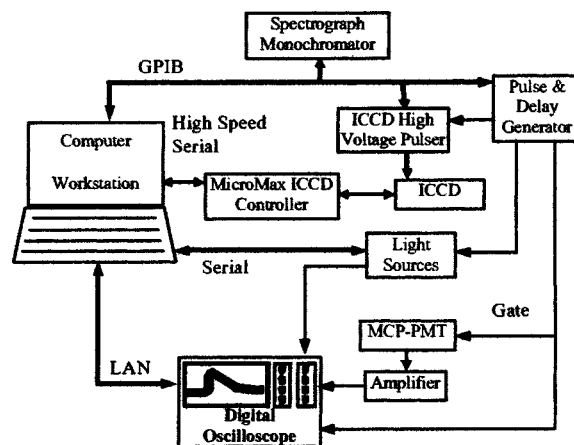 Spectrograph
Monochromator
GPIB
Pulse &
Delay
Generator
High Speed
Serial
ICCD High
Voltage Pulser
Computer
Workstation
MicroMax ICCD
Controller
ICCD
Serial
Light
Sources
Gate
MCP-PMT
LAN
Amplifier
Digital
Oscilloscope